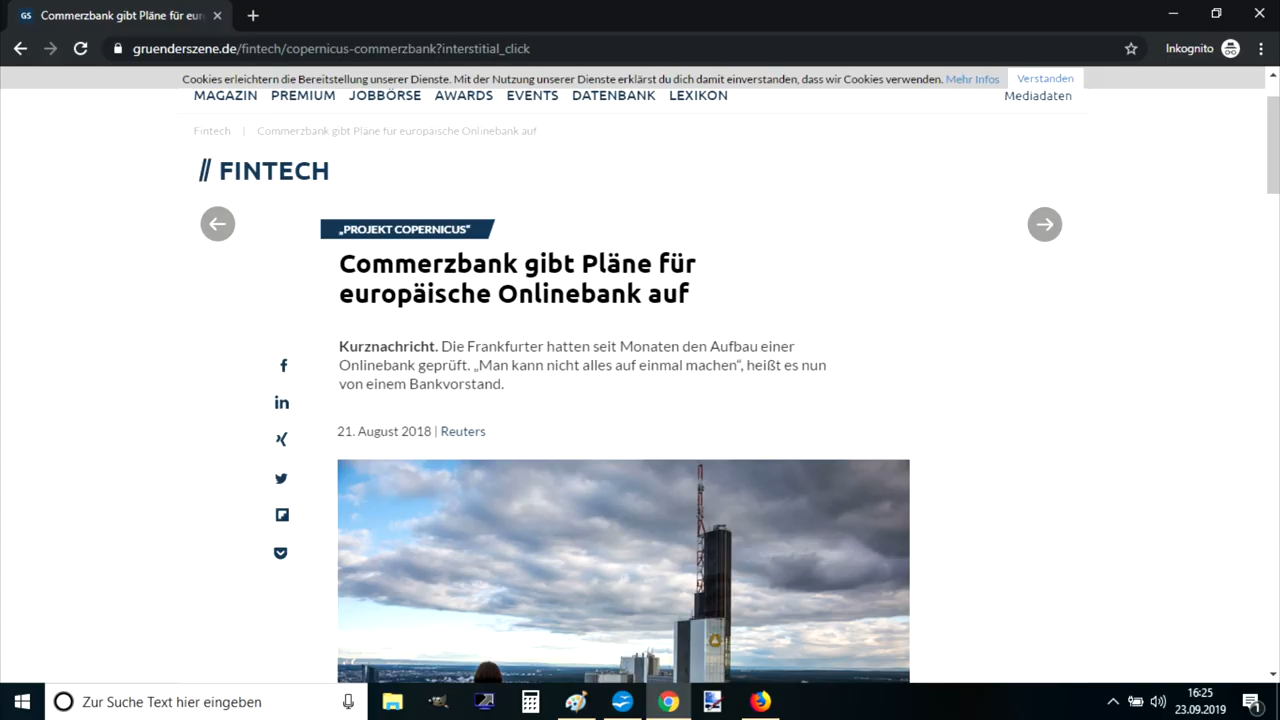 GS Commerzbank gibt Pläne für eur
gruenderszene.de/fintech/copernicus-commerzbank?interstitial_click
Inkognito
Cookies erleichtern die Bereitstellung unserer Dienste. Mit der Nutzung unserer Dienste erklärst du dich damit einverstanden, dass wir Cookies verwenden. Mehr Infos
Verstanden
MAGAZIN PREMIUM JOBBÖRSE AWARDS EVENTS DATENBANK LEXIKON
Mediadaten
Fintech | Commerzbank gibt Pläne für europäische Onlinebank auf
// FINTECH
„PROJEKT COPERNICUS“
Commerzbank gibt Pläne für
europäische Onlinebank auf
Kurznachricht. Die Frankfurter hatten seit Monaten den Aufbau einer
Onlinebank geprüft. „Man kann nicht alles auf einmal machen“, heißt es nun
von einem Bankvorstand.
21. August 2018 | Reuters
Zur Suche Text hier eingeben
16:25
23.09.2019
1